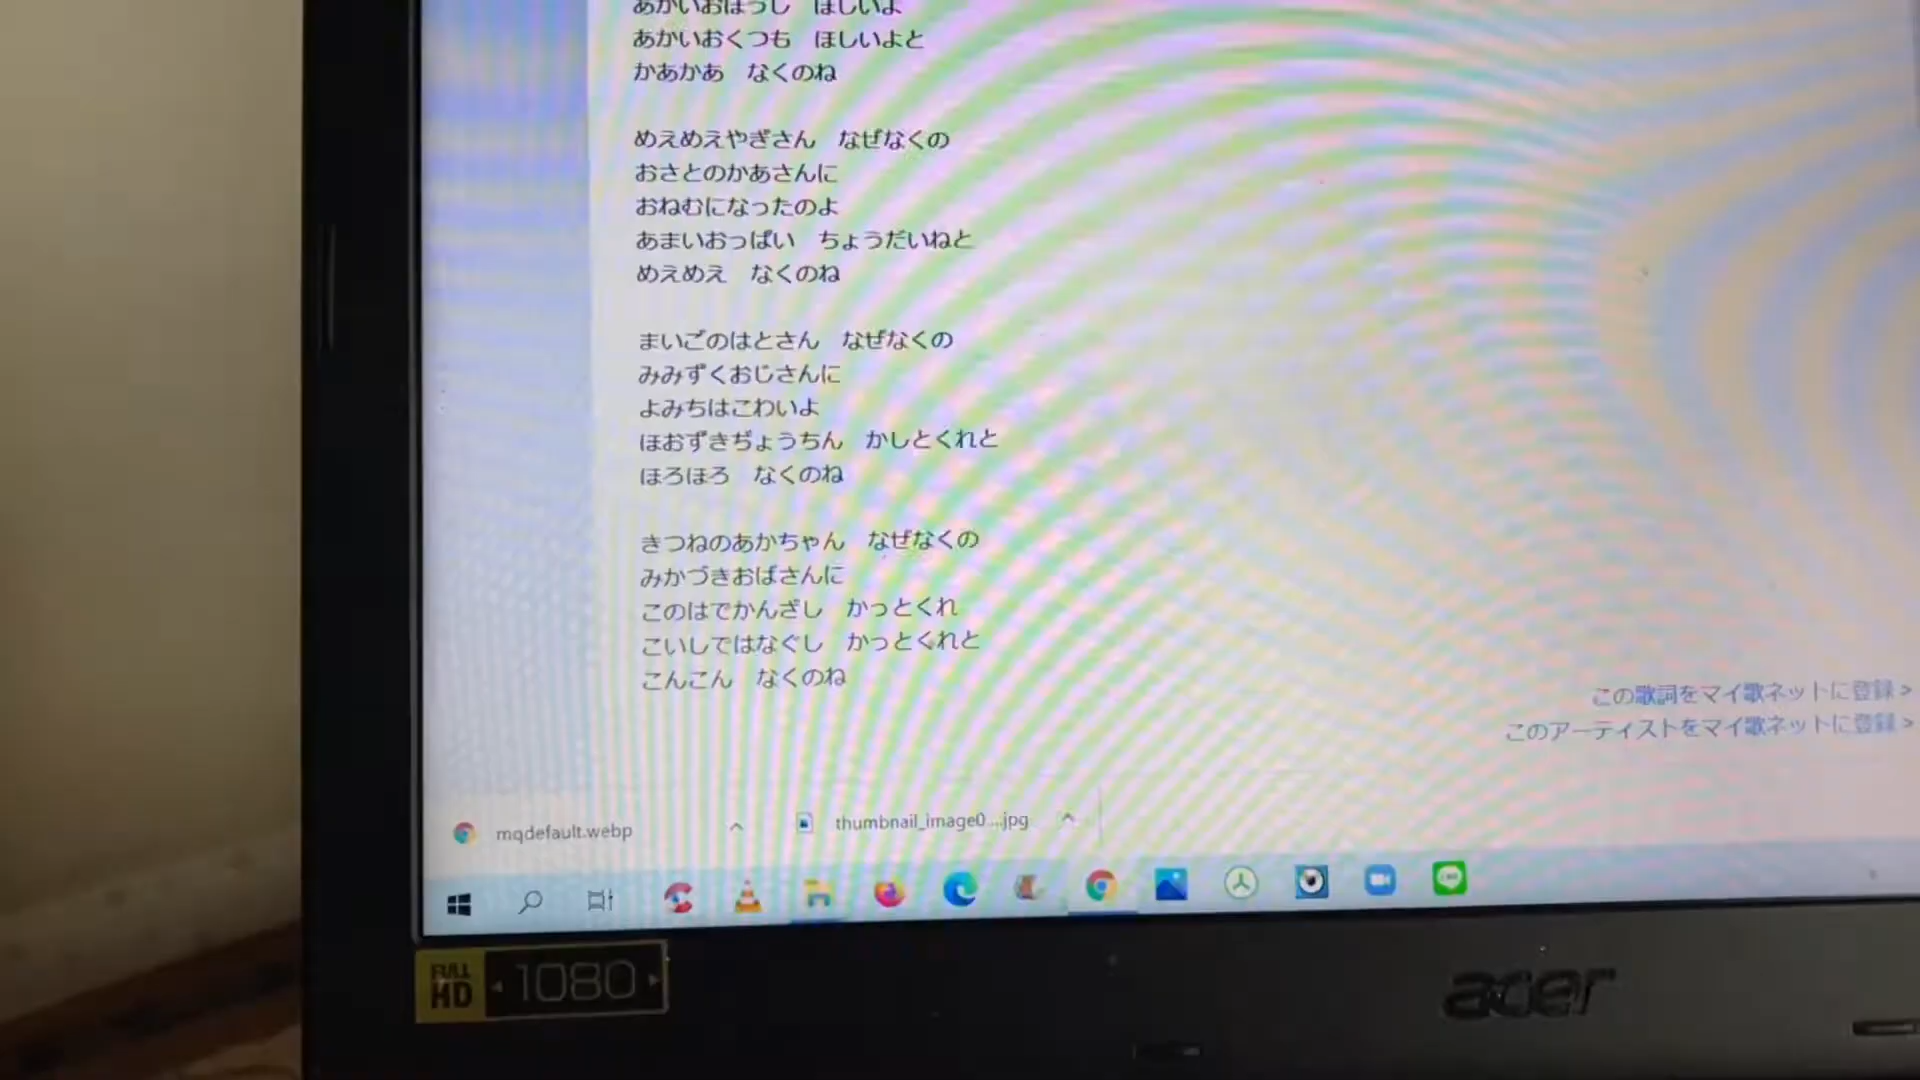 あかいおぼうし　ほしいよ
あかいおくつも　ほしいよと
かあかあ　なくのね
めえめえやぎさん　なぜなくの
おさとのかあさんに
おねむになったのよ
あまいおっぱい　ちょうだいねと
めえめえ　なくのね
まいごのはとさん　なぜなくの
みみずくおじさんに
よみちはこわいよ
ほおずきぢょうちん　かしとくれと
ほろほろ　なくのね
きつねのあかちゃん　なぜなくの
みかづきおばさんに
このはでかんざし　かっとくれ
こいしではなぐし　かっとくれと
こんこん　なくのね
この歌詞をマイ歌ネットに登録 >
このアーティストをマイ歌ネットに登録 >
mqdefault.webp
thumbnail_image0....jpg
FULL HD 1080
acer